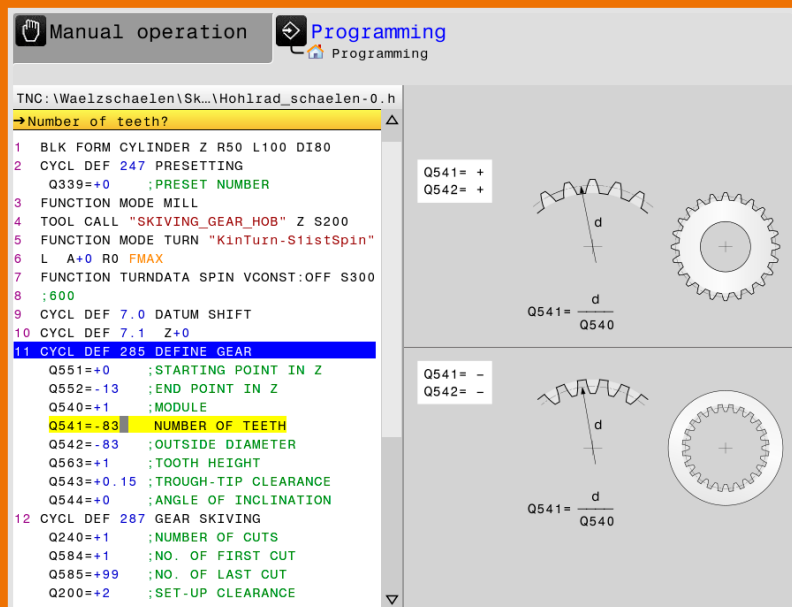 Manual operation
Programming
Programming
TNC:\Waelzschaelen\Sk…\Hohlrad_schaelen-0.h
→Number of teeth?
1 BLK FORM CYLINDER Z R50 L100 DI80
2 CYCL DEF 247 PRESETTING
Q339=+0 ;PRESET NUMBER
3 FUNCTION MODE MILL
4 TOOL CALL "SKIVING_GEAR_HOB" Z S200
5 FUNCTION MODE TURN "KinTurn-S1istSpin"
6 L A+0 R0 FMAX
7 FUNCTION TURNDATA SPIN VCONST:OFF S300
8 ;600
9 CYCL DEF 7.0 DATUM SHIFT
10 CYCL DEF 7.1 Z+0
11 CYCL DEF 285 DEFINE GEAR
Q551=+0 ;STARTING POINT IN Z
Q552=-13 ;END POINT IN Z
Q540=+1 ;MODULE
Q541=-83 NUMBER OF TEETH
Q542=-83 ;OUTSIDE DIAMETER
Q563=+1 ;TOOTH HEIGHT
Q543=+0.15 ;TROUGH-TIP CLEARANCE
Q544=+0 ;ANGLE OF INCLINATION
12 CYCL DEF 287 GEAR SKIVING
Q240=+1 ;NUMBER OF CUTS
Q584=+1 ;NO. OF FIRST CUT
Q585=+99 ;NO. OF LAST CUT
Q200=+2 ;SET-UP CLEARANCE
Q541= +
Q542= +
d
Q541= d
Q540
Q541= −
Q542= −
d
Q541= d
Q540